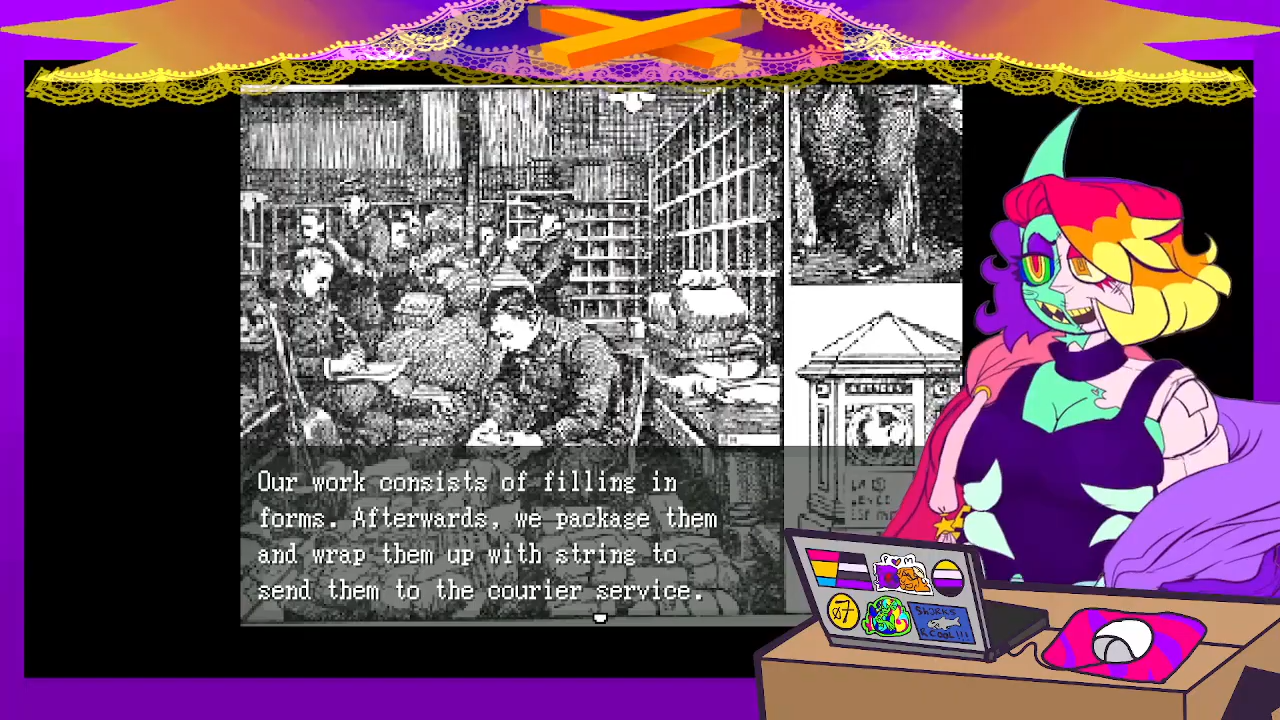 Our work consists of filling in
forms. Afterwards, we package them
and wrap them up with string to
send them to the courier service.
P ♥ M
07
SHARKS
R COOL!!!